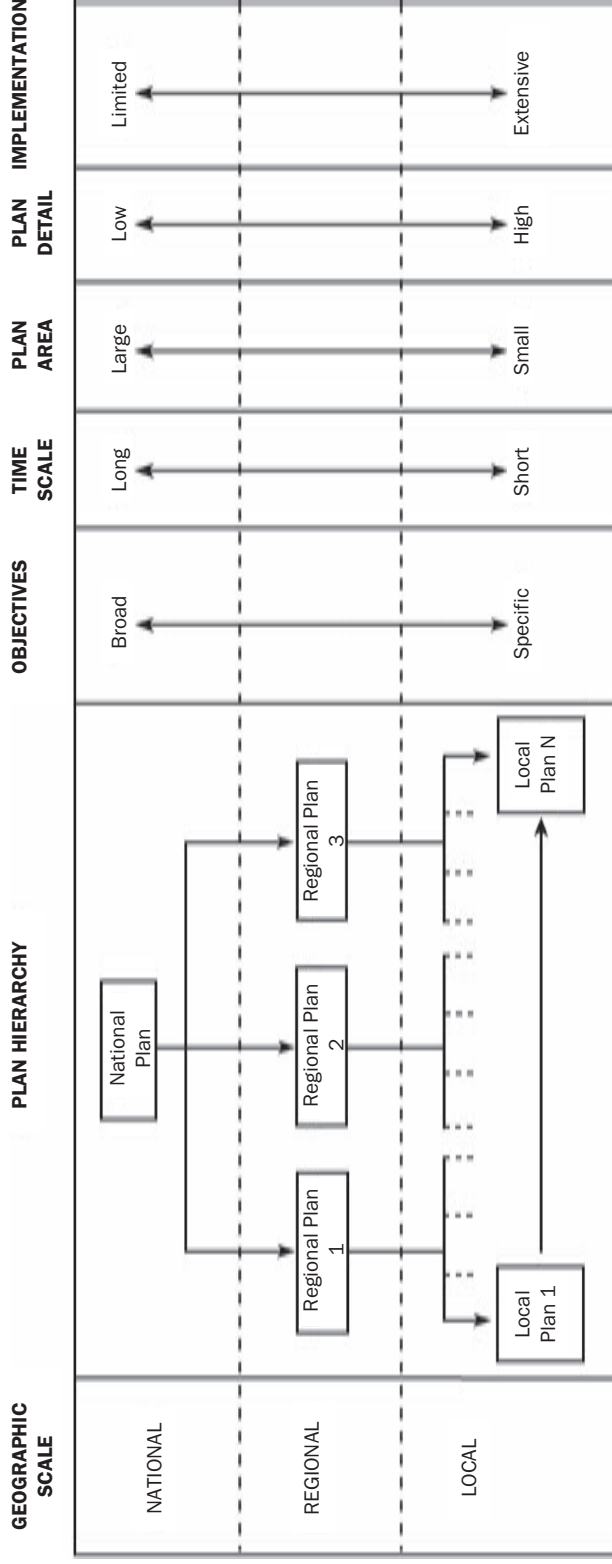 GEOGRAPHIC
SCALE
PLAN HIERARCHY
OBJECTIVES
TIME
SCALE
PLAN
AREA
PLAN
DETAIL
IMPLEMENTATION
NATIONAL
National
Plan
Broad
Long
Large
Low
Limited
REGIONAL
Regional Plan
1
Regional Plan
2
Regional Plan
3
LOCAL
Local
Plan 1
Local
Plan N
Specific
Short
Small
High
Extensive